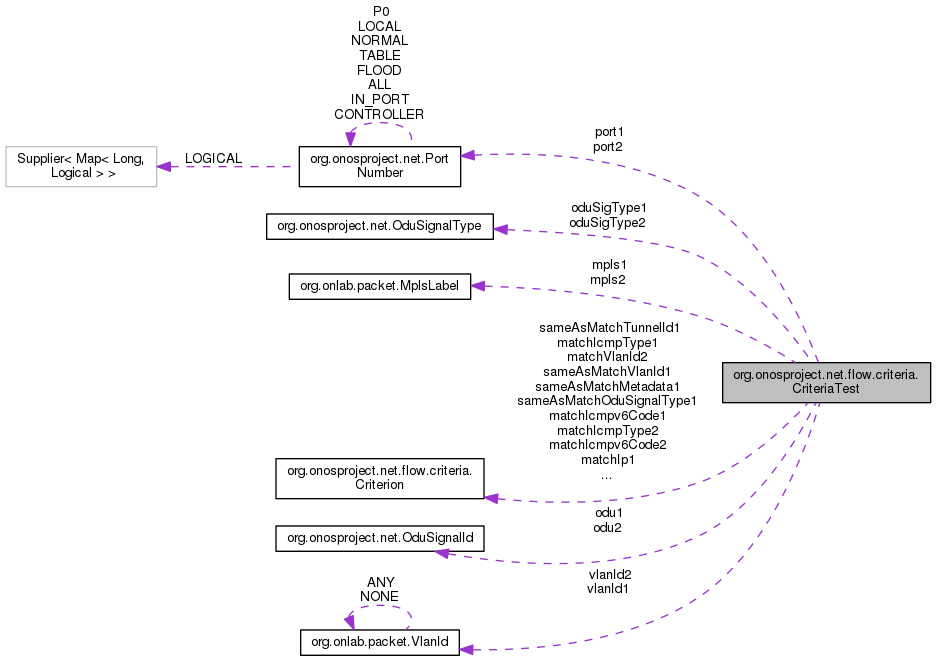 P0
LOCAL
NORMAL
TABLE
FLOOD
ALL
IN_PORT
CONTROLLER
Supplier< Map< Long,
Logical > >
LOGICAL
org.onosproject.net.Port
Number
port1
port2
org.onosproject.net.OduSignalType
oduSigType1
oduSigType2
org.onlab.packet.MplsLabel
mpls1
mpls2
sameAsMatchTunnelId1
matchIcmpType1
matchVlanId2
sameAsMatchVlanId1
sameAsMatchMetadata1
sameAsMatchOduSignalType1
matchIcmpv6Code1
matchIcmpType2
matchIcmpv6Code2
matchIp1
...
org.onosproject.net.flow.criteria.
CriteriaTest
org.onosproject.net.flow.criteria.
Criterion
odu1
odu2
org.onosproject.net.OduSignalId
vlanId2
vlanId1
ANY
NONE
org.onlab.packet.VlanId